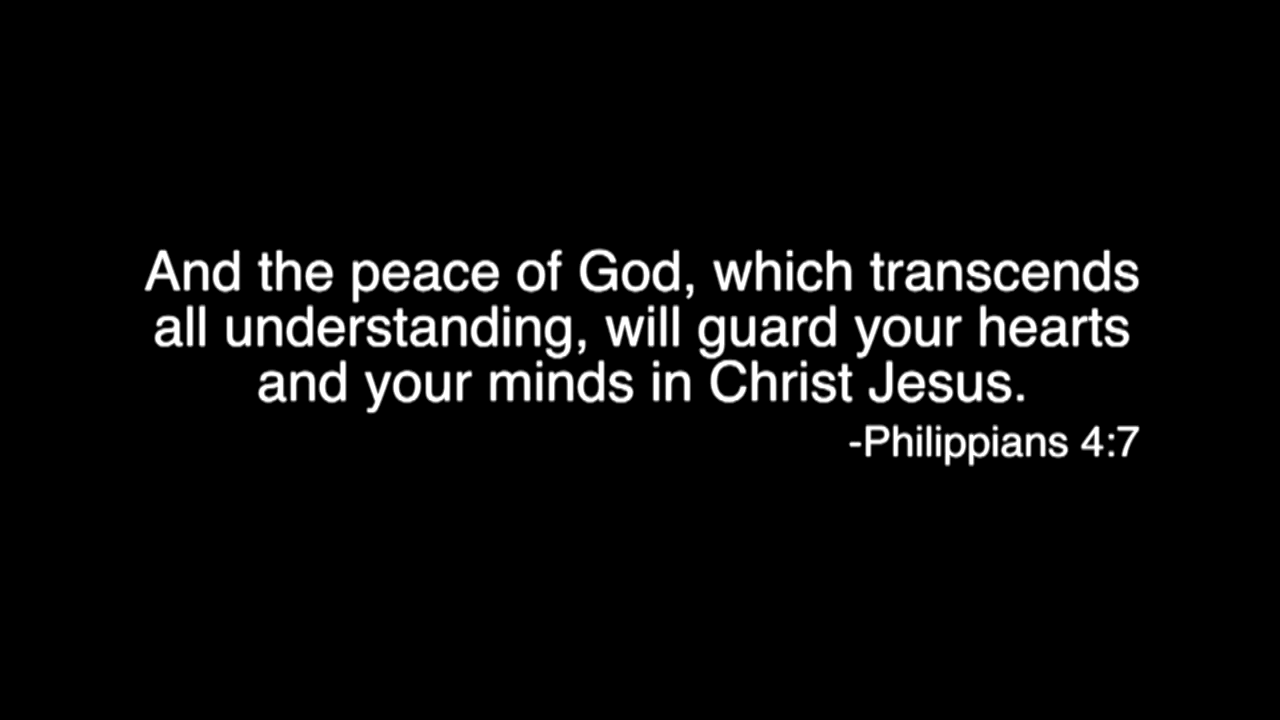 And the peace of God, which transcends
all understanding, will guard your hearts
and your minds in Christ Jesus.
-Philippians 4:7